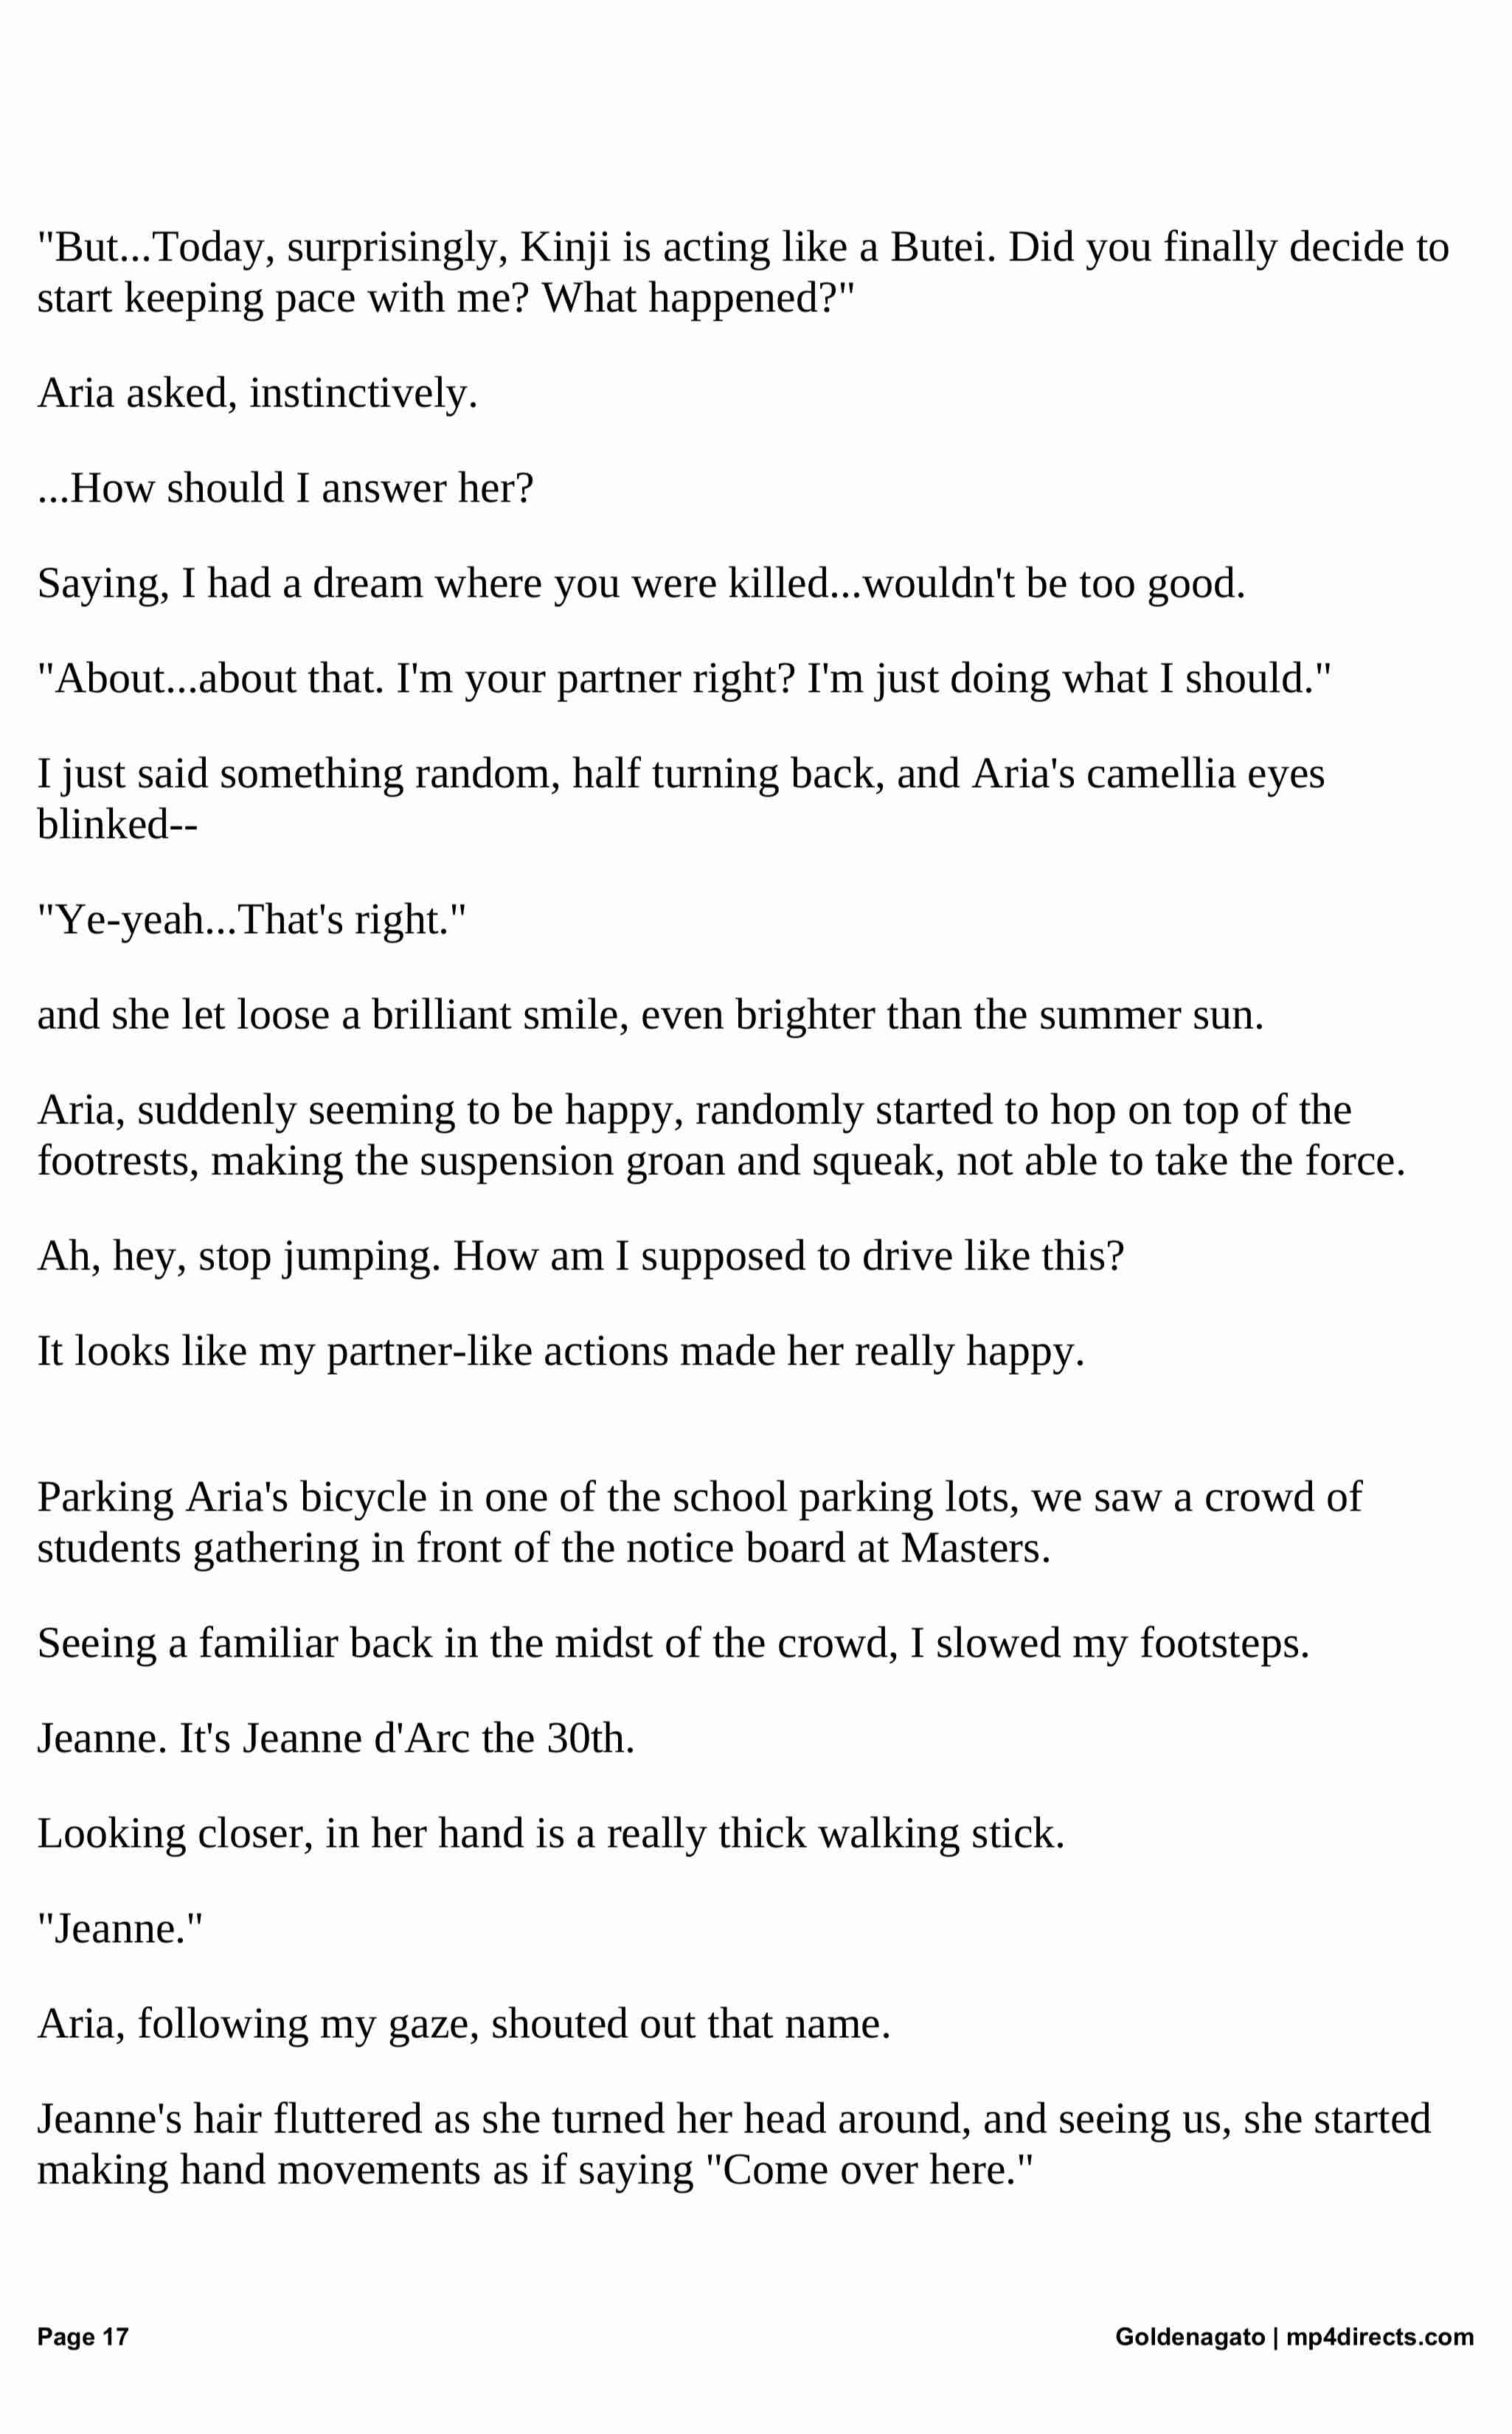 "But...Today, surprisingly, Kinji is acting like a Butei. Did you finally decide to
start keeping pace with me? What happened?"
Aria asked, instinctively.
...How should I answer her?
Saying, I had a dream where you were killed...wouldn't be too good.
"About...about that. I'm your partner right? I'm just doing what I should."
I just said something random, half turning back, and Aria's camellia eyes
blinked--
"Ye-yeah...That's right."
and she let loose a brilliant smile, even brighter than the summer sun.
Aria, suddenly seeming to be happy, randomly started to hop on top of the
footrests, making the suspension groan and squeak, not able to take the force.
Ah, hey, stop jumping. How am I supposed to drive like this?
It looks like my partner-like actions made her really happy.
Parking Aria's bicycle in one of the school parking lots, we saw a crowd of
students gathering in front of the notice board at Masters.
Seeing a familiar back in the midst of the crowd, I slowed my footsteps.
Jeanne. It's Jeanne d'Arc the 30th.
Looking closer, in her hand is a really thick walking stick.
"Jeanne."
Aria, following my gaze, shouted out that name.
Jeanne's hair fluttered as she turned her head around, and seeing us, she started
making hand movements as if saying "Come over here."
Page 17
Goldenagato | mp4directs.com